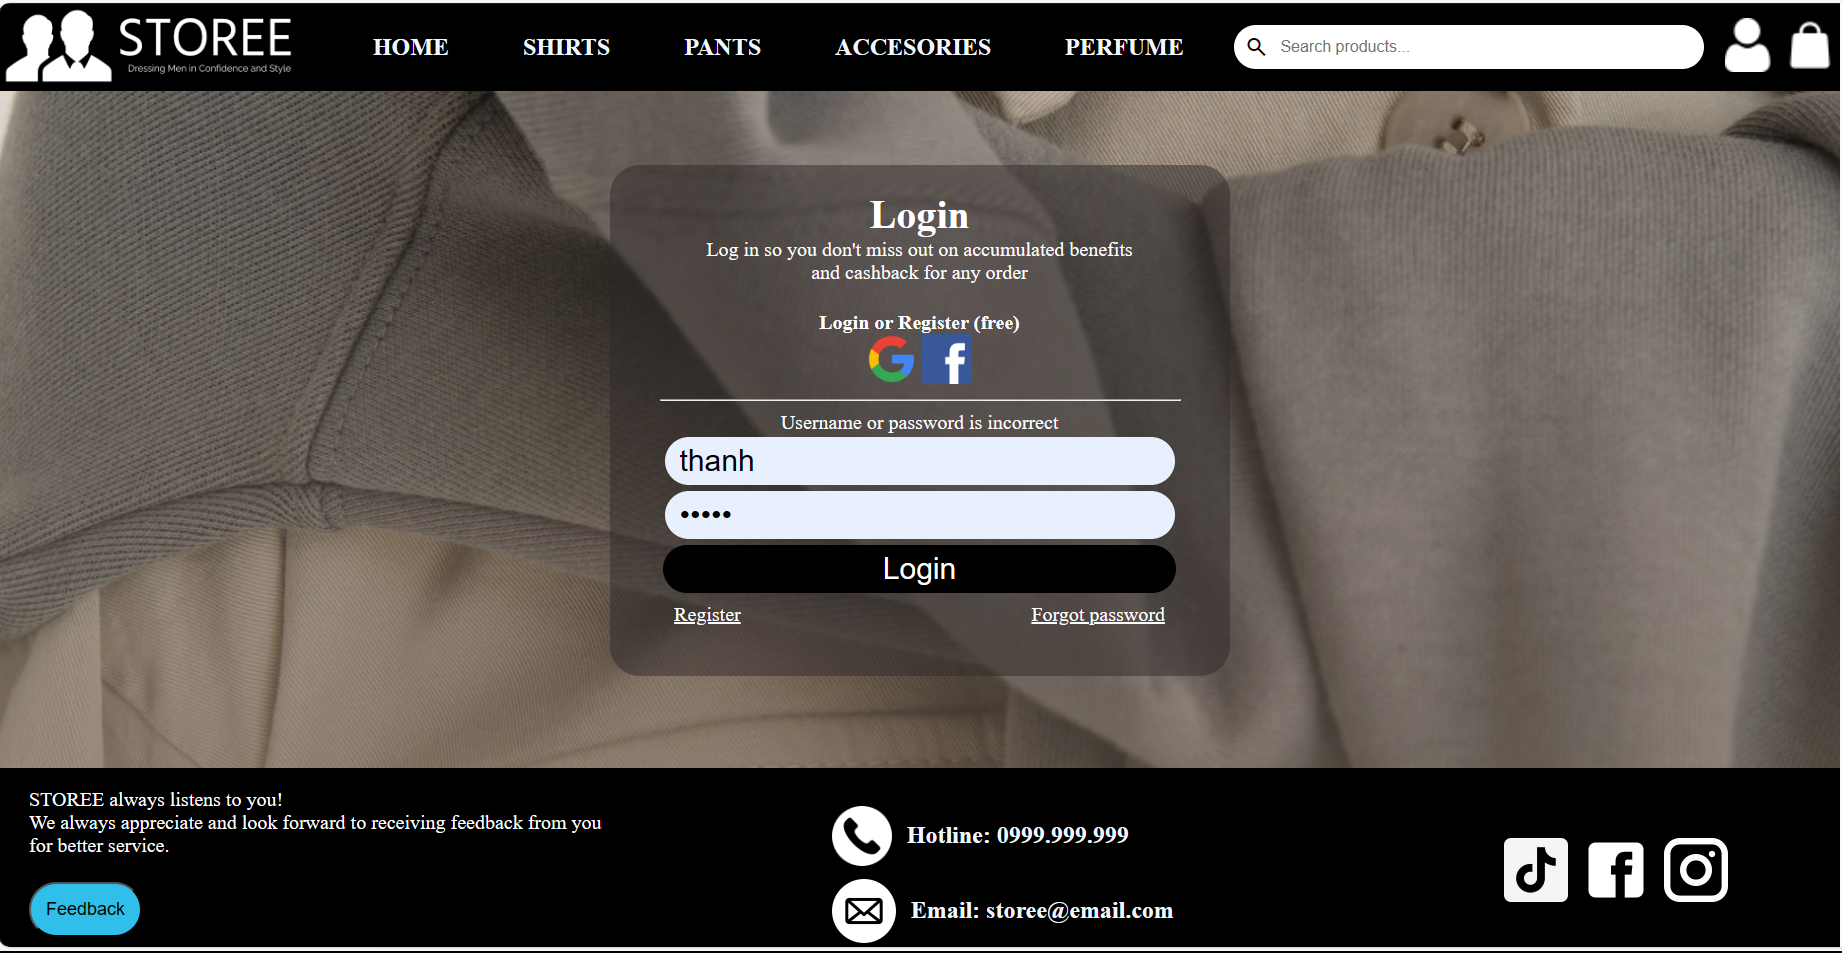 STOREE
Dressing Men in Confidence and Style
HOME
SHIRTS
PANTS
ACCESORIES
PERFUME
Search products...
Login
Log in so you don't miss out on accumulated benefits
and cashback for any order
Login or Register (free)
Username or password is incorrect
thanh
•••••
Login
Register
Forgot password
STOREE always listens to you!
We always appreciate and look forward to receiving feedback from you
for better service.
Feedback
Hotline: 0999.999.999
Email: storee@email.com